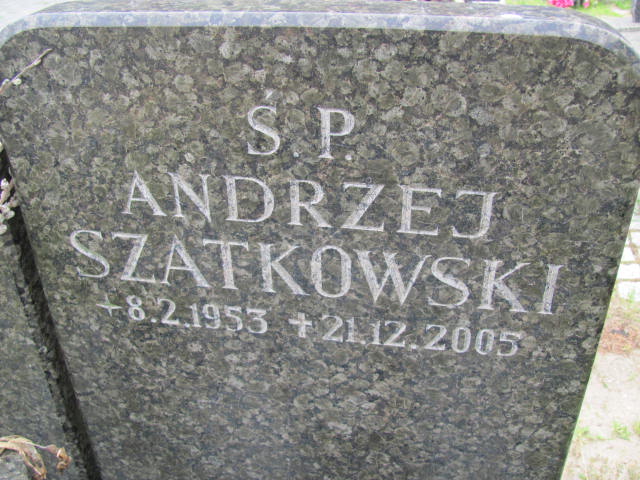 Ś. P.
ANDRZEJ
SZATKOWSKI
+8.2.1953 +21.12.2005